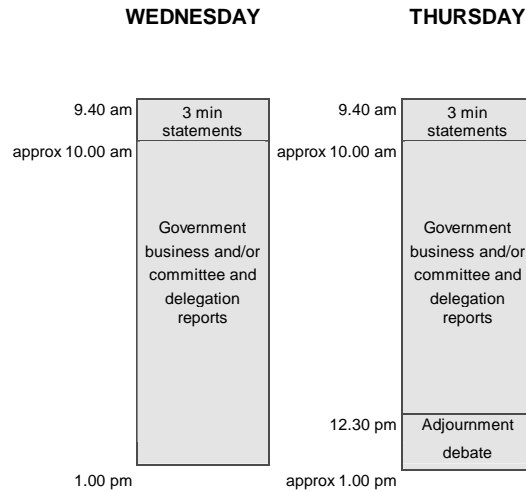 WEDNESDAY
9.40 am
3 min
statements
approx 10.00 am
Government
business and/or
committee and
delegation
reports
1.00 pm
THURSDAY
9.40 am
3 min
statements
approx 10.00 am
Government
business and/or
committee and
delegation
reports
12.30 pm
Adjournment
debate
approx 1.00 pm